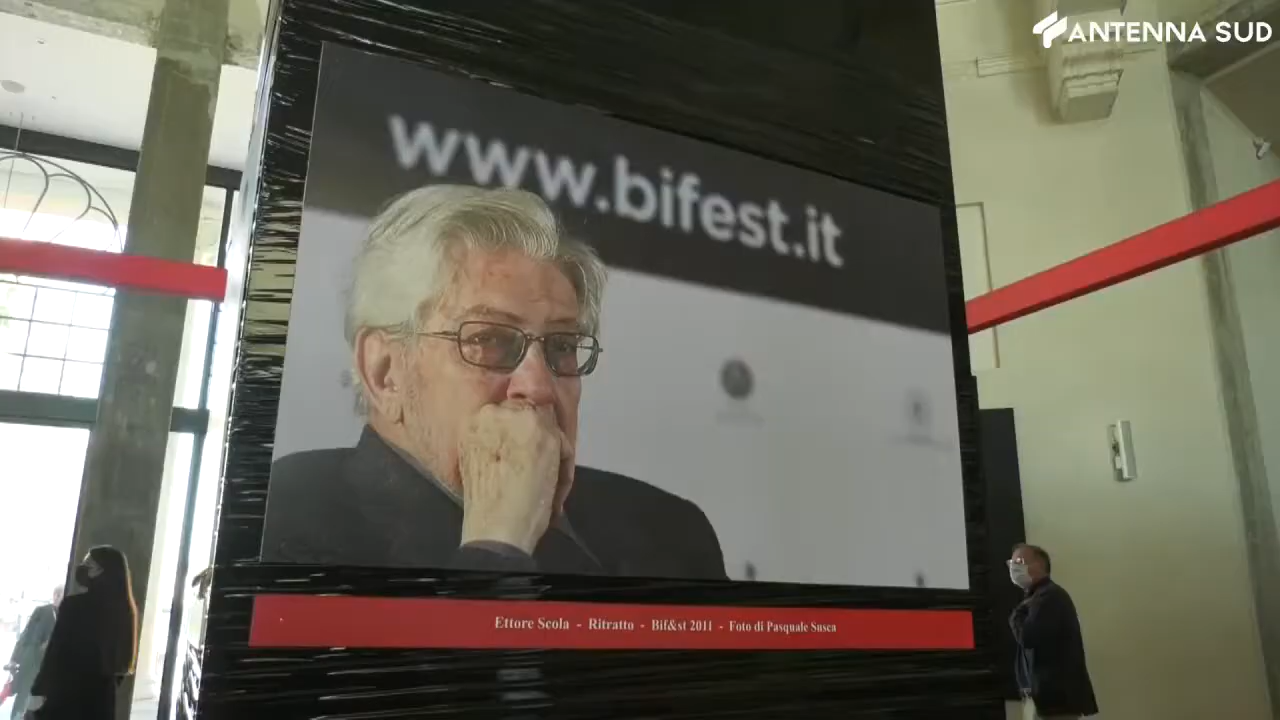 ANTENNA SUD
www.bifest.it
Ettore Scola - Ritratto - Bif&st 2011 - Foto di Pasquale Susca